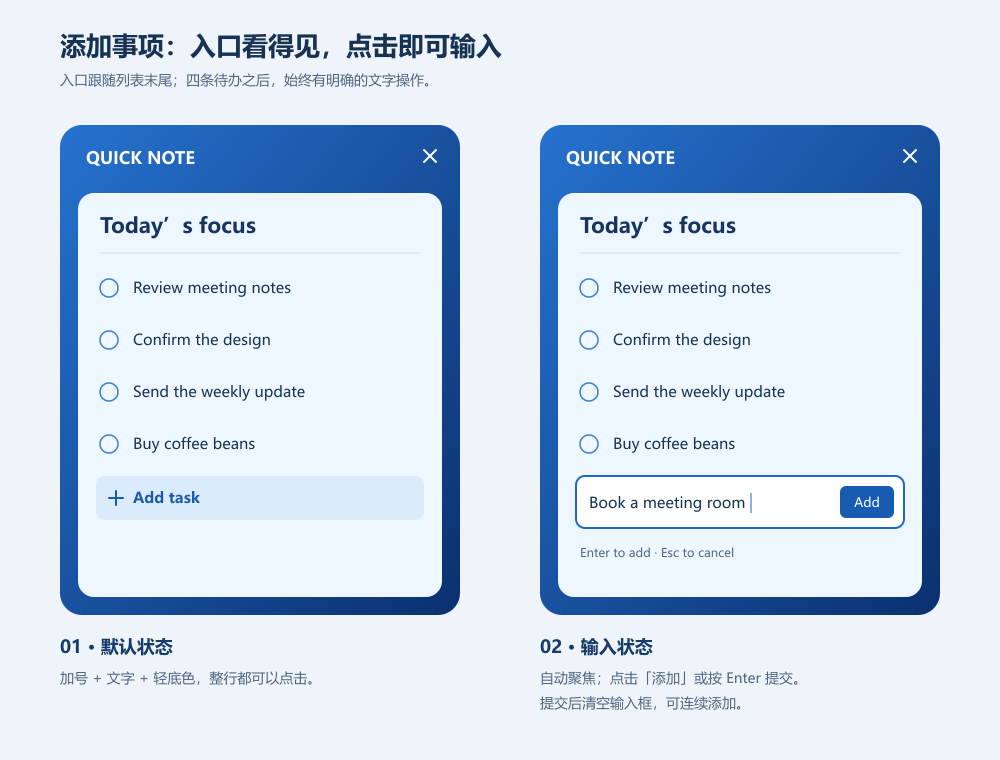 添加事项：入口看得见，点击即可输入
入口跟随列表末尾；四条待办之后，始终有明确的文字操作。
QUICK NOTE
Today’s focus
Review meeting notes
Confirm the design
Send the weekly update
Buy coffee beans
Add task
01 • 默认状态
加号 + 文字 + 轻底色，整行都可以点击。
QUICK NOTE
Today’s focus
Review meeting notes
Confirm the design
Send the weekly update
Buy coffee beans
Book a meeting room
Add
Enter to add · Esc to cancel
02 • 输入状态
自动聚焦；点击「添加」或按 Enter 提交。
提交后清空输入框，可连续添加。